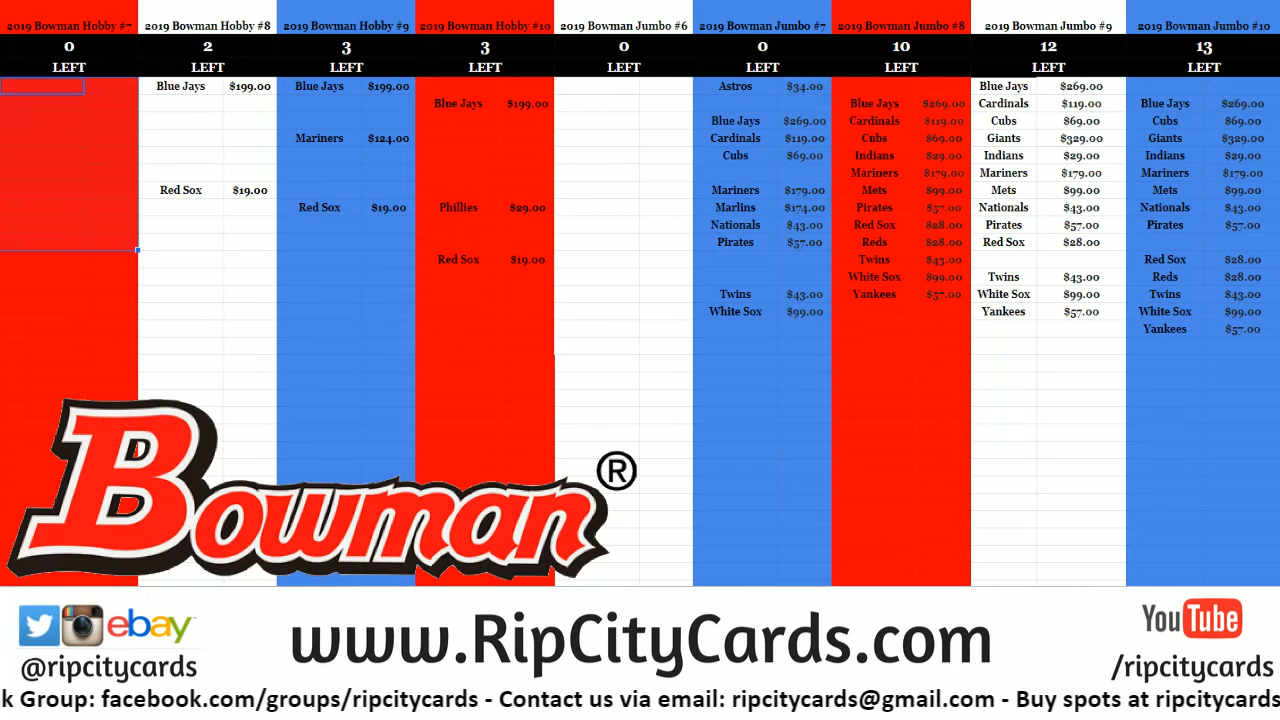 2019 Bowman Hobby #7 2019 Bowman Hobby #8 2019 Bowman Hobby #9 2019 Bowman Hobby #10 2019 Bowman Jumbo #6 2019 Bowman Jumbo #7 2019 Bowman Jumbo #8 2019 Bowman Jumbo #9 2019 Bowman Jumbo #10
0 2 3 3 0 0 10 12 13
LEFT LEFT LEFT LEFT LEFT LEFT LEFT LEFT LEFT
Blue Jays $199.00 Blue Jays $199.00 Astros $34.00 Blue Jays $269.00
Blue Jays $199.00 Blue Jays $269.00 Cardinals $119.00 Blue Jays $269.00
Blue Jays $269.00 Cardinals $119.00 Cubs $69.00 Cubs $69.00
Mariners $124.00 Cardinals $119.00 Cubs $69.00 Giants $329.00 Giants $329.00
Cubs $69.00 Indians $29.00 Indians $29.00 Indians $29.00
Mariners $179.00 Mariners $179.00 Mariners $179.00
Red Sox $19.00 Mariners $179.00 Mets $99.00 Mets $99.00 Mets $99.00
Red Sox $19.00 Phillies $29.00 Marlins $174.00 Pirates $57.00 Nationals $43.00 Nationals $43.00
Nationals $43.00 Red Sox $28.00 Pirates $57.00 Pirates $57.00
Pirates $57.00 Reds $28.00 Red Sox $28.00
Red Sox $19.00 Twins $43.00 Red Sox $28.00
White Sox $99.00 Twins $43.00 Reds $28.00
Twins $43.00 Yankees $57.00 White Sox $99.00 Twins $43.00
White Sox $99.00 Yankees $57.00 White Sox $99.00
Yankees $57.00
Bowman ®
ebay
@ripcitycards
www.RipCityCards.com
YouTube
/ripcitycards
k Group: facebook.com/groups/ripcitycards - Contact us via email: ripcitycards@gmail.com - Buy spots at ripcitycards